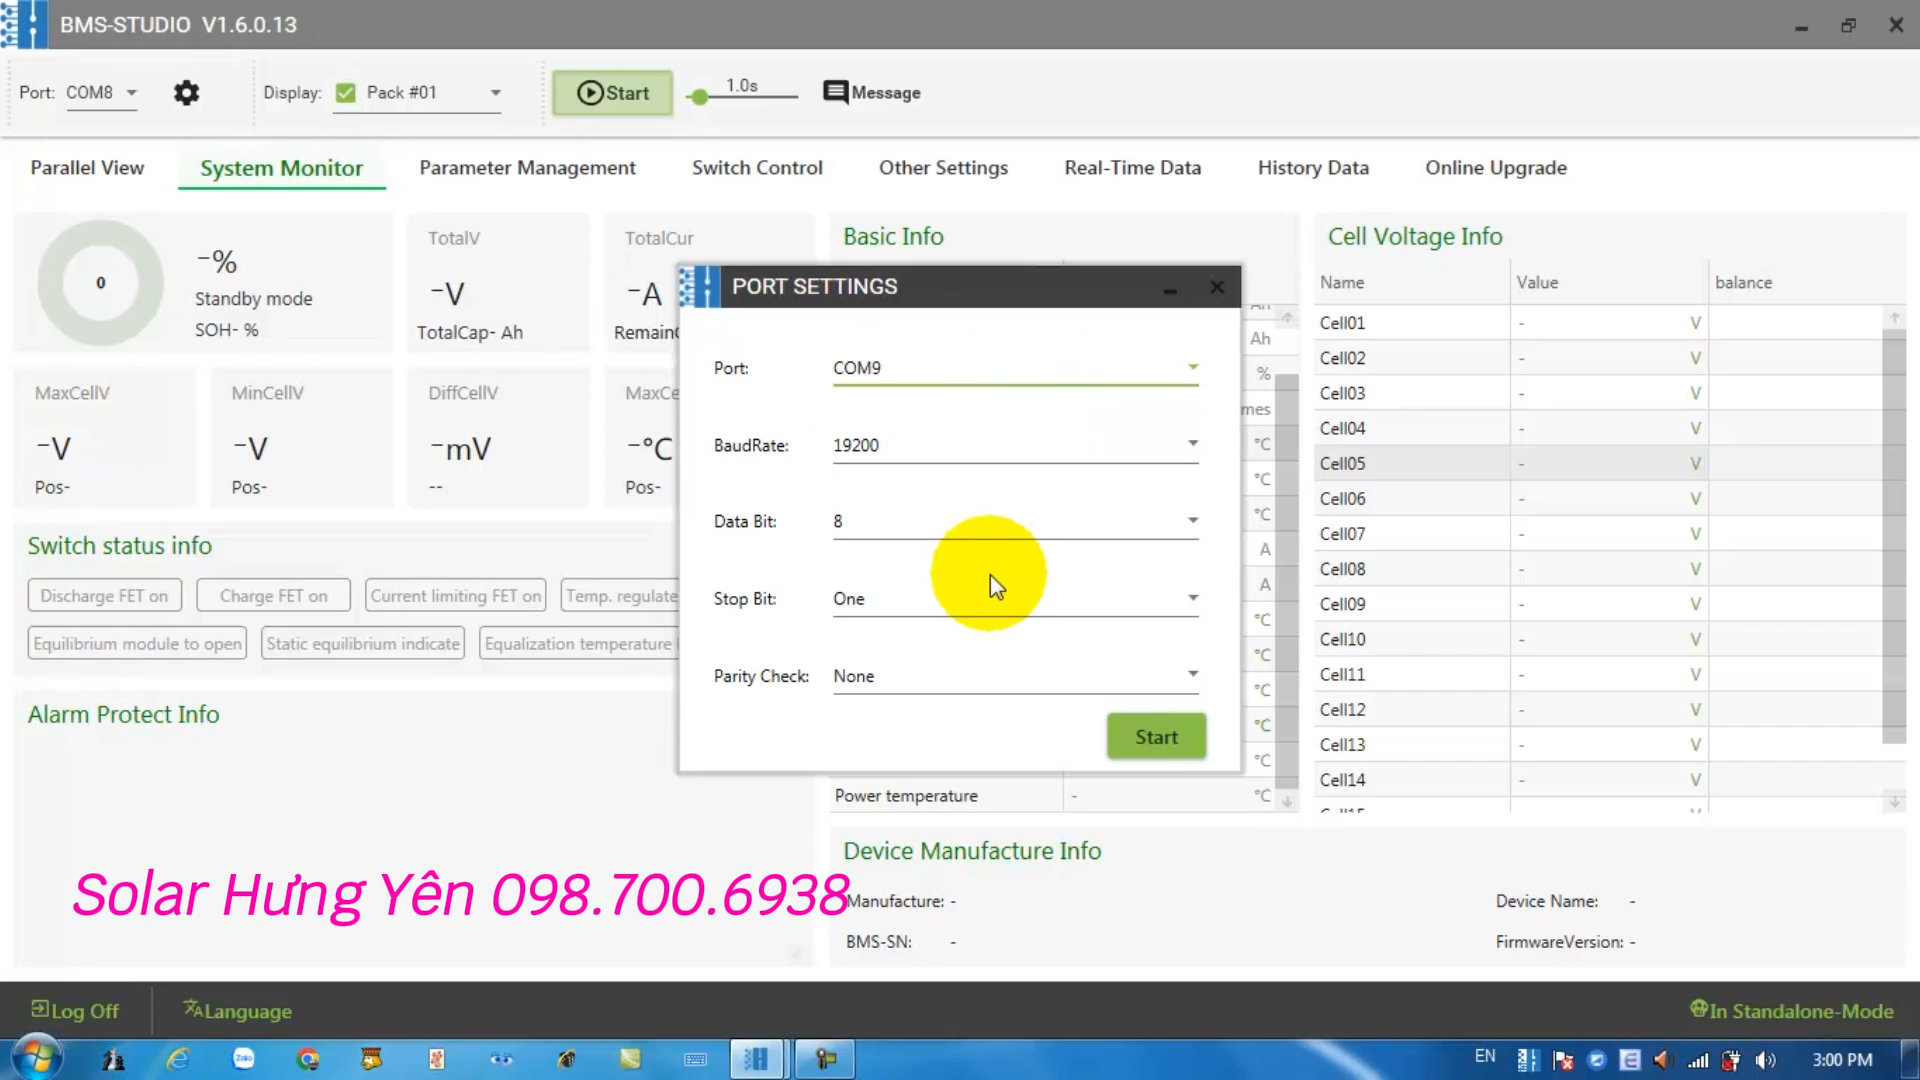 BMS-STUDIO V1.6.0.13
Port: COM8 Display: Pack #01 Start 1.0s Message
Parallel View System Monitor Parameter Management Switch Control Other Settings Real-Time Data History Data Online Upgrade
0
-%
Standby mode
SOH- %
TotalV
-V
TotalCap- Ah
TotalCur
-A
MaxCellV
-V
Pos-
MinCellV
-V
Pos-
DiffCellV
-mV
--
-°C
Pos-
Switch status info
Discharge FET on Charge FET on Current limiting FET on Temp. regulate
Equilibrium module to open Static equilibrium indicate Equalization temperature
Alarm Protect Info
Basic Info
PORT SETTINGS
Port: COM9
BaudRate: 19200
Data Bit: 8
Stop Bit: One
Parity Check: None
Start
Ah
%
°C
°C
°C
A
A
°C
°C
°C
°C
°C
Power temperature - °C
Cell Voltage Info
Name Value balance
Cell01 - V
Cell02 - V
Cell03 - V
Cell04 - V
Cell05 - V
Cell06 - V
Cell07 - V
Cell08 - V
Cell09 - V
Cell10 - V
Cell11 - V
Cell12 - V
Cell13 - V
Cell14 - V
Device Manufacture Info
Manufacture: - Device Name: -
BMS-SN: - FirmwareVersion: -
Solar Hưng Yên 098.700.6938
Log Off Language In Standalone-Mode
Zalo
EN 3:00 PM